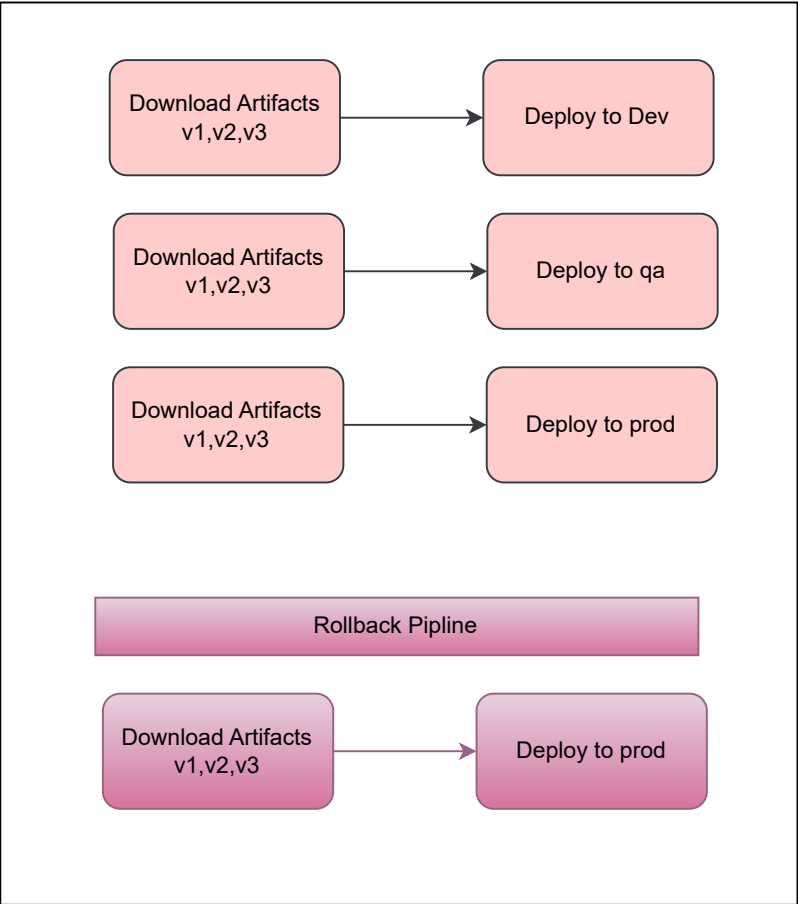 Download Artifacts
v1,v2,v3
Deploy to Dev
Download Artifacts
v1,v2,v3
Deploy to qa
Download Artifacts
v1,v2,v3
Deploy to prod
Rollback Pipline
Download Artifacts
v1,v2,v3
Deploy to prod